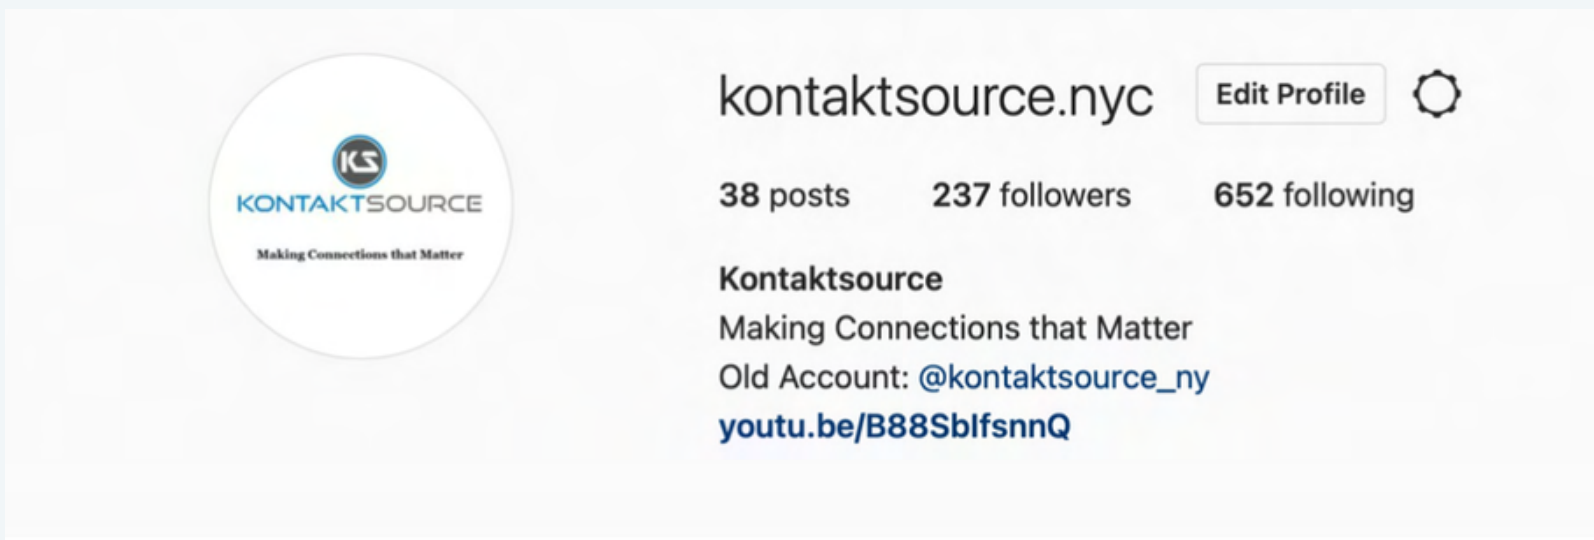 KS
KONTAKTSOURCE
Making Connections that Matter
kontaktsource.nyc
Edit Profile
38 posts 237 followers 652 following
Kontaktsource
Making Connections that Matter
Old Account: @kontaktsource_ny
youtu.be/B88SbIfsnnQ